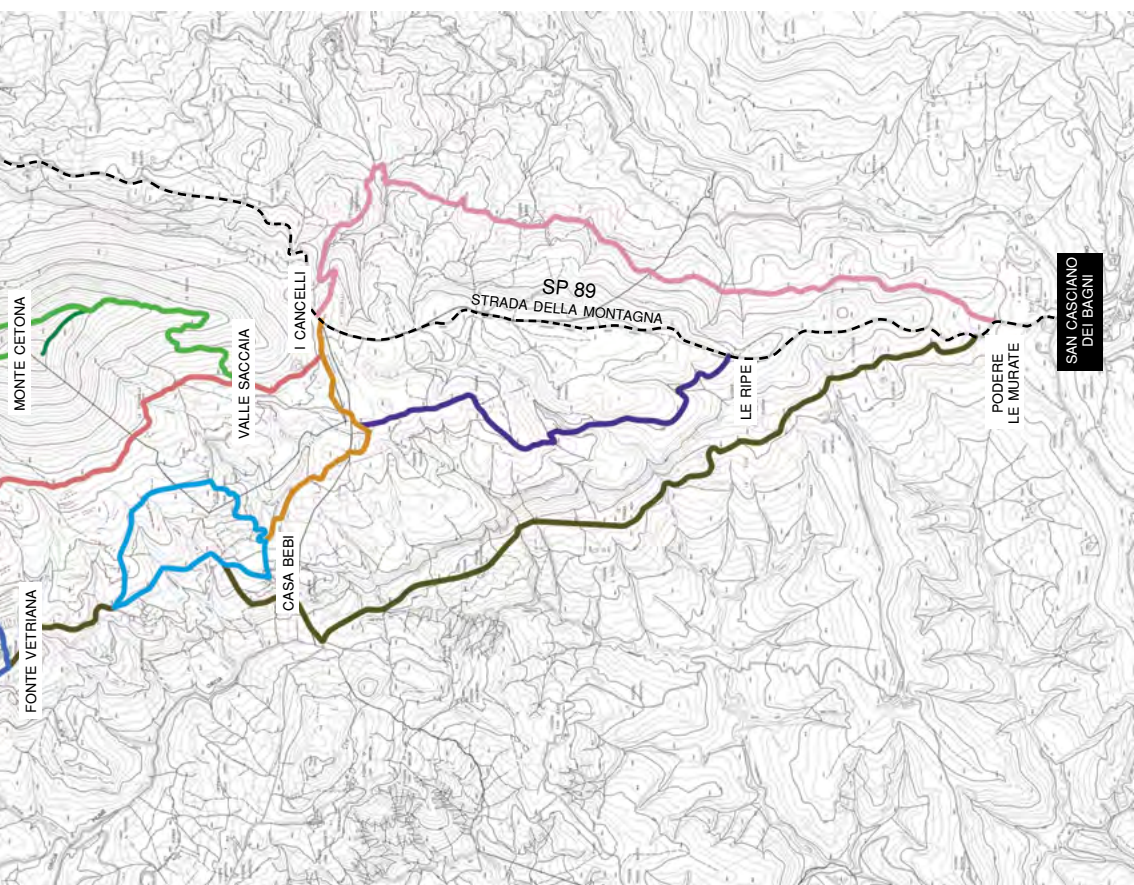 MONTE CETONA
I CANCELLI
VALLE SACCAIA
SP 89
STRADA DELLA MONTAGNA
LE RIPE
PODERE
LE MURATE
SAN CASCIANO
DEI BAGNI
CASA BEBI
FONTE VETRIANA